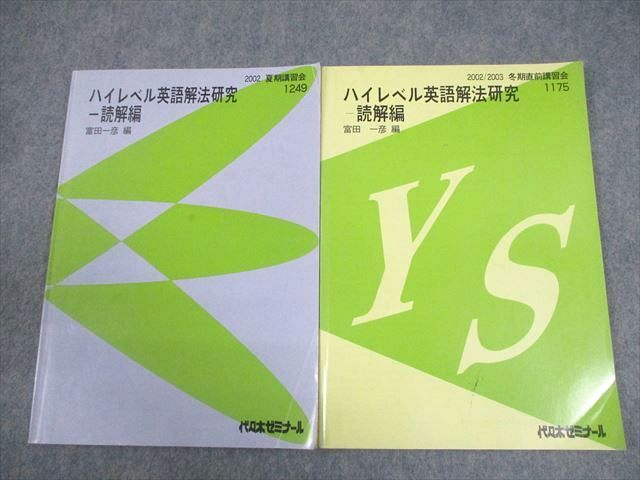 2002 夏期講習会
1249
ハイレベル英語解法研究
－読解編
富田一彦 編
代々木ゼミナール
2002/2003 冬期直前講習会
1175
ハイレベル英語解法研究
－読解編
富田 一彦 編
YS
代々木ゼミナール